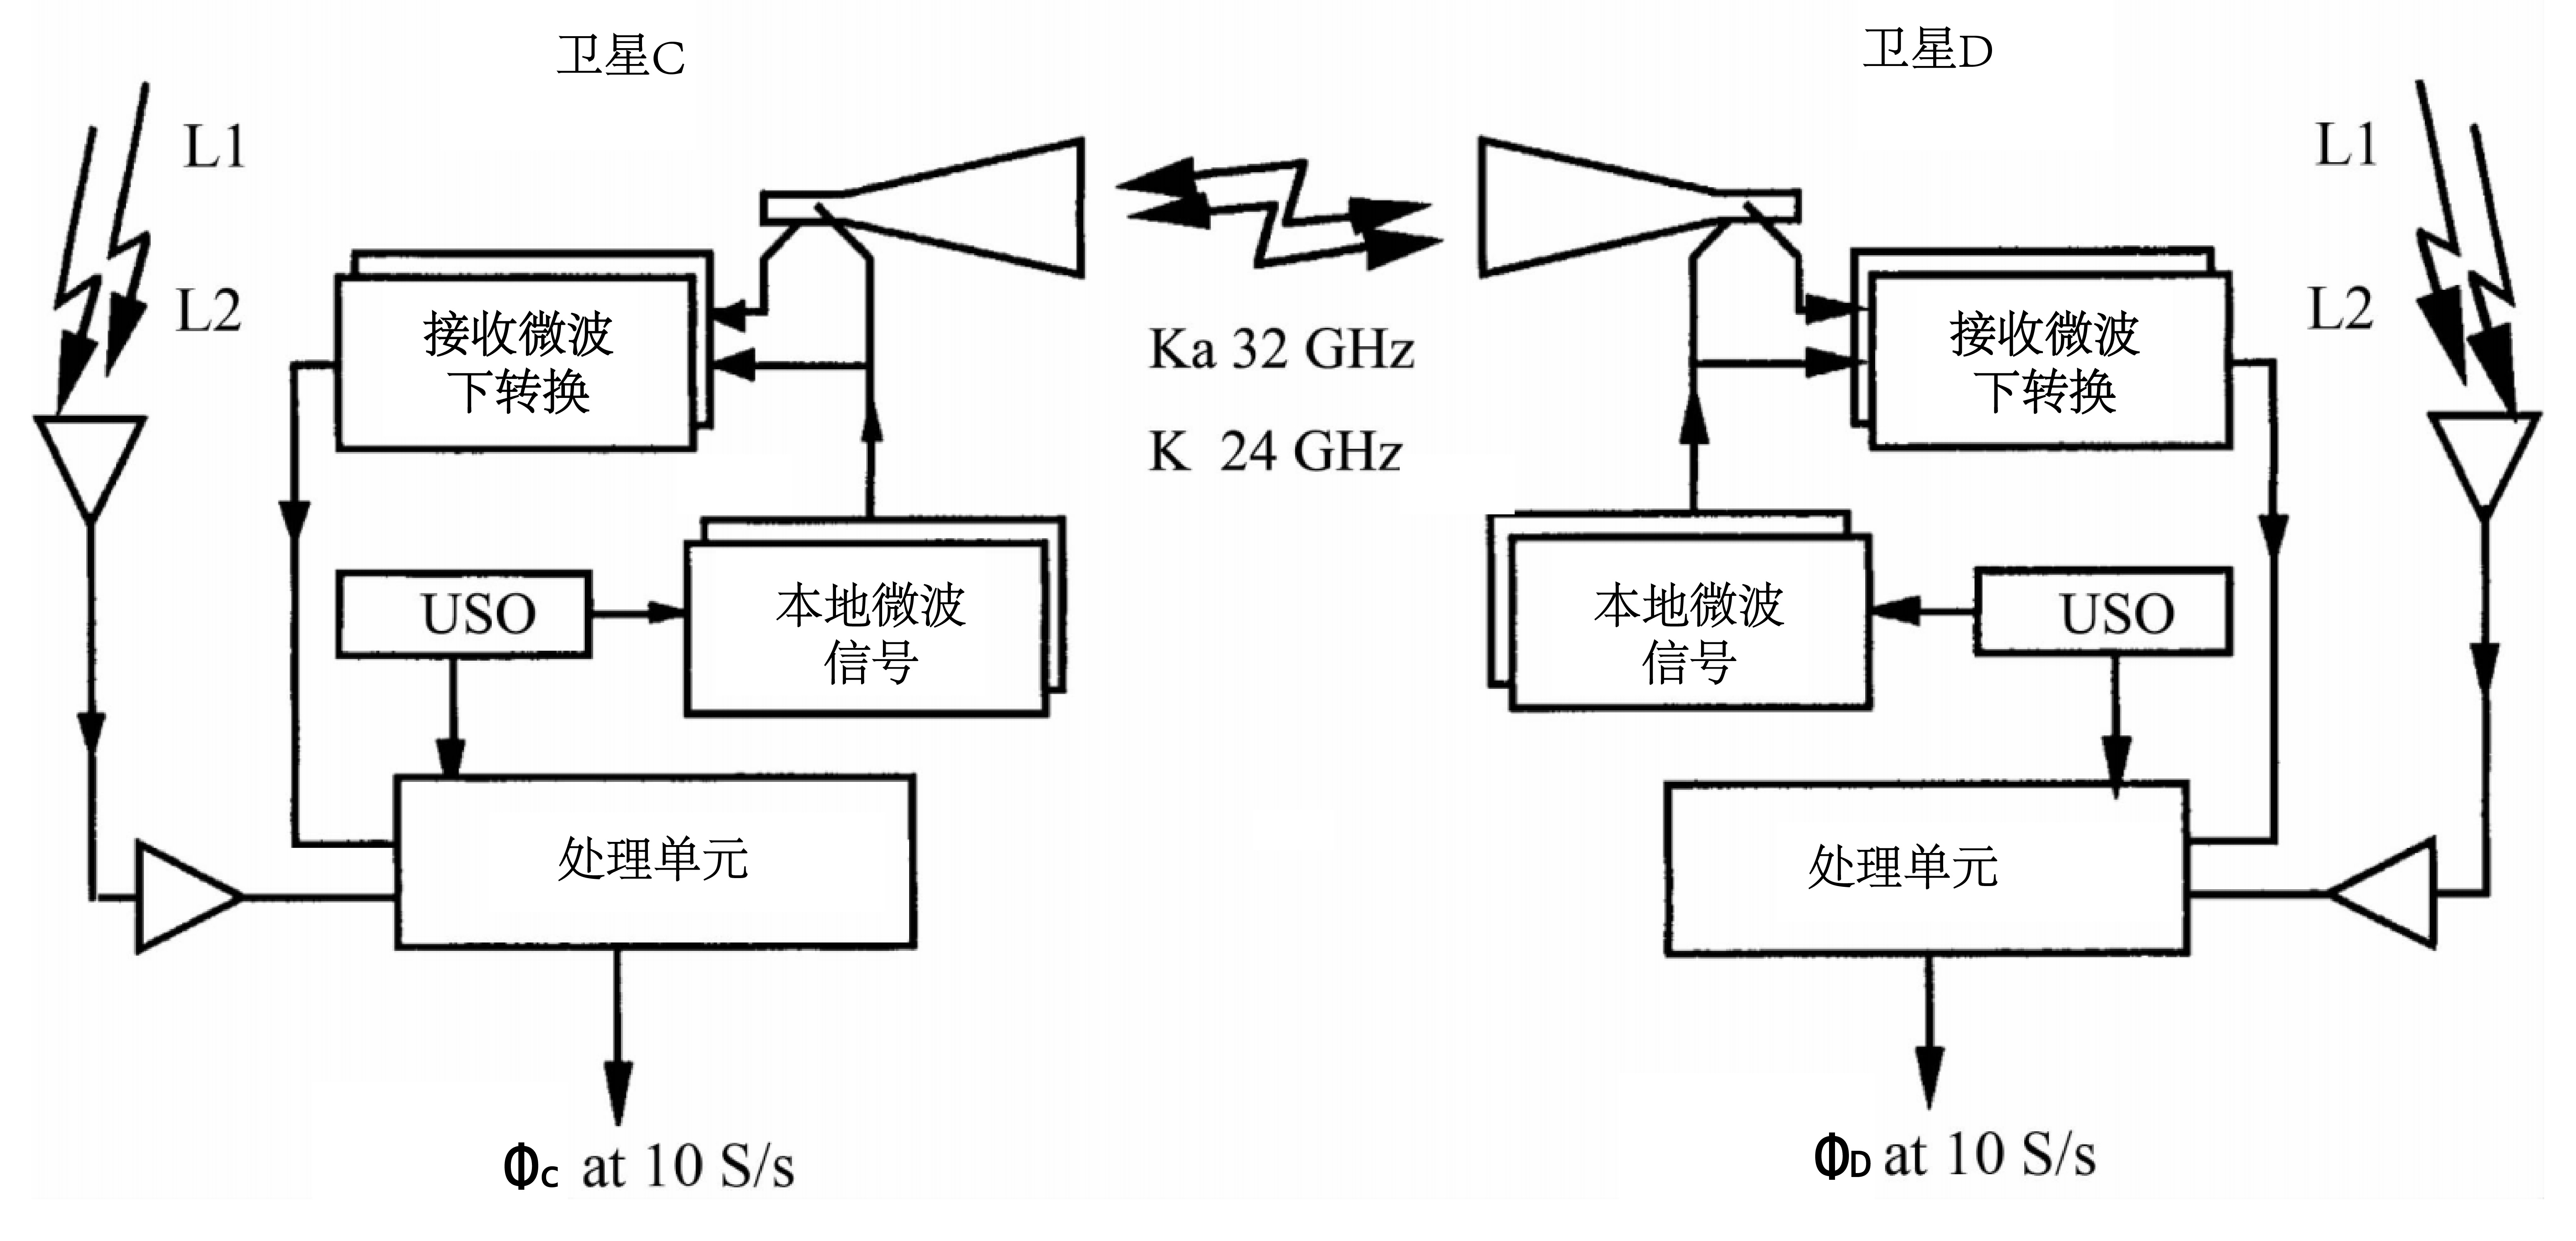 卫星C
卫星D
L1
L2
L1
L2
接收微波
下转换
Ka 32 GHz
K 24 GHz
接收微波
下转换
USO
本地微波
信号
本地微波
信号
USO
处理单元
处理单元
ΦC at 10 S/s
ΦD at 10 S/s